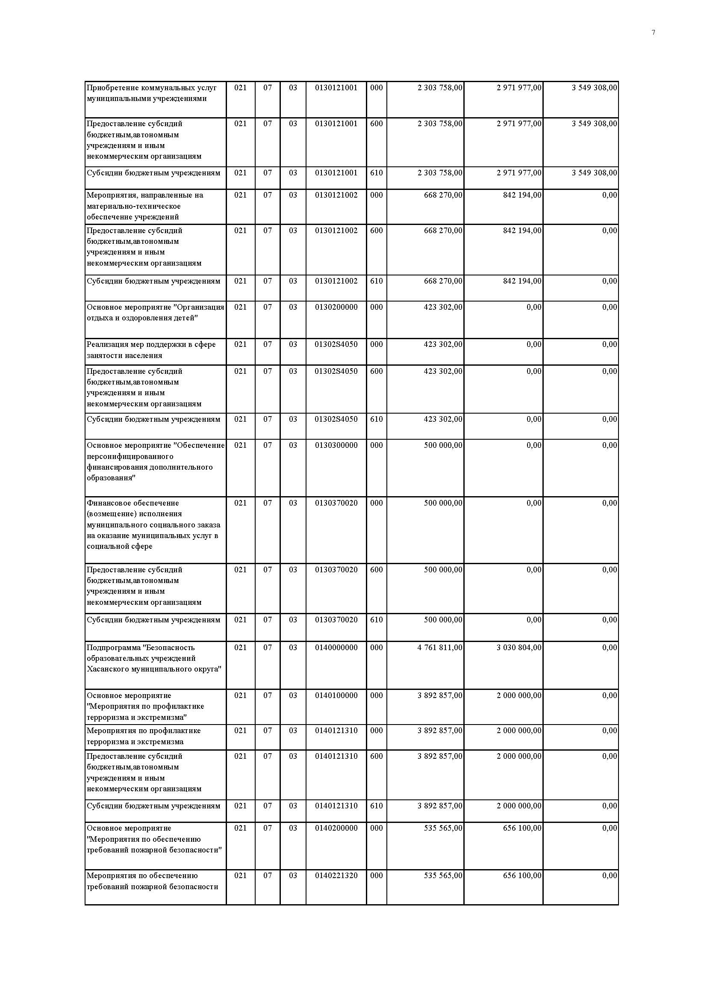 7
Приобретение коммунальных услуг 021 07 03 0130121001 000 2 303 758,00 2 971 977,00 3 549 308,00
муниципальными учреждениями
Предоставление субсидий 021 07 03 0130121001 600 2 303 758,00 2 971 977,00 3 549 308,00
бюджетным,автономным
учреждениям и иным
некоммерческим организациям
Субсидии бюджетным учреждениям 021 07 03 0130121001 610 2 303 758,00 2 971 977,00 3 549 308,00
Мероприятия, направленные на 021 07 03 0130121002 000 668 270,00 842 194,00 0,00
материально-техническое
обеспечение учреждений
Предоставление субсидий 021 07 03 0130121002 600 668 270,00 842 194,00 0,00
бюджетным,автономным
учреждениям и иным
некоммерческим организациям
Субсидии бюджетным учреждениям 021 07 03 0130121002 610 668 270,00 842 194,00 0,00
Основное мероприятие "Организация 021 07 03 0130200000 000 423 302,00 0,00 0,00
отдыха и оздоровления детей"
Реализация мер поддержки в сфере 021 07 03 01302S4050 000 423 302,00 0,00 0,00
занятости населения
Предоставление субсидий 021 07 03 01302S4050 600 423 302,00 0,00 0,00
бюджетным,автономным
учреждениям и иным
некоммерческим организациям
Субсидии бюджетным учреждениям 021 07 03 01302S4050 610 423 302,00 0,00 0,00
Основное мероприятие "Обеспечение 021 07 03 0130300000 000 500 000,00 0,00 0,00
персонифицированного
финансирования дополнительного
образования"
Финансовое обеспечение 021 07 03 0130370020 000 500 000,00 0,00 0,00
(возмещение) исполнения
муниципального социального заказа
на оказание муниципальных услуг в
социальной сфере
Предоставление субсидий 021 07 03 0130370020 600 500 000,00 0,00 0,00
бюджетным,автономным
учреждениям и иным
некоммерческим организациям
Субсидии бюджетным учреждениям 021 07 03 0130370020 610 500 000,00 0,00 0,00
Подпрограмма "Безопасность 021 07 03 0140000000 000 4 761 811,00 3 030 804,00 0,00
образовательных учреждений
Хасанского муниципального округа"
Основное мероприятие 021 07 03 0140100000 000 3 892 857,00 2 000 000,00 0,00
"Мероприятия по профилактике
терроризма и экстремизма"
Мероприятия по профилактике 021 07 03 0140121310 000 3 892 857,00 2 000 000,00 0,00
терроризма и экстремизма
Предоставление субсидий 021 07 03 0140121310 600 3 892 857,00 2 000 000,00 0,00
бюджетным,автономным
учреждениям и иным
некоммерческим организациям
Субсидии бюджетным учреждениям 021 07 03 0140121310 610 3 892 857,00 2 000 000,00 0,00
Основное мероприятие 021 07 03 0140200000 000 535 565,00 656 100,00 0,00
"Мероприятия по обеспечению
требований пожарной безопасности"
Мероприятия по обеспечению 021 07 03 0140221320 000 535 565,00 656 100,00 0,00
требований пожарной безопасности